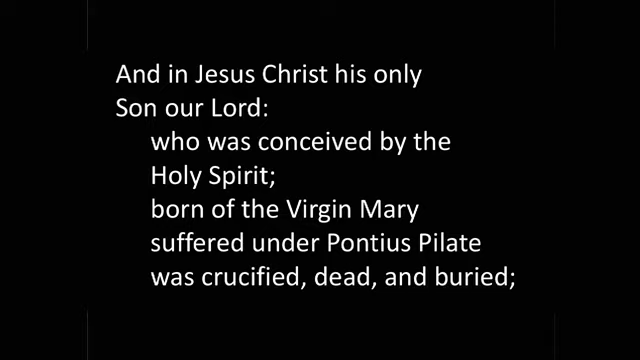 And in Jesus Christ his only
Son our Lord:
who was conceived by the
Holy Spirit;
born of the Virgin Mary
suffered under Pontius Pilate
was crucified, dead, and buried;